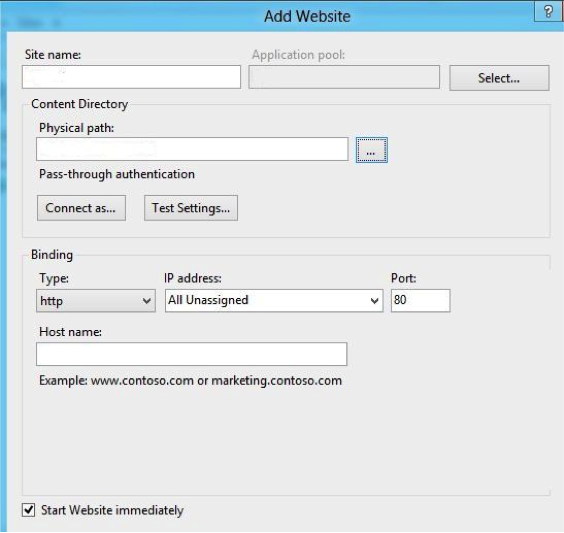 Add Website
?
Site name:
Application pool:
Select...
Content Directory
Physical path:
...
Pass-through authentication
Connect as...
Test Settings...
Binding
Type:
IP address:
Port:
http
All Unassigned
80
Host name:
Example: www.contoso.com or marketing.contoso.com
Start Website immediately